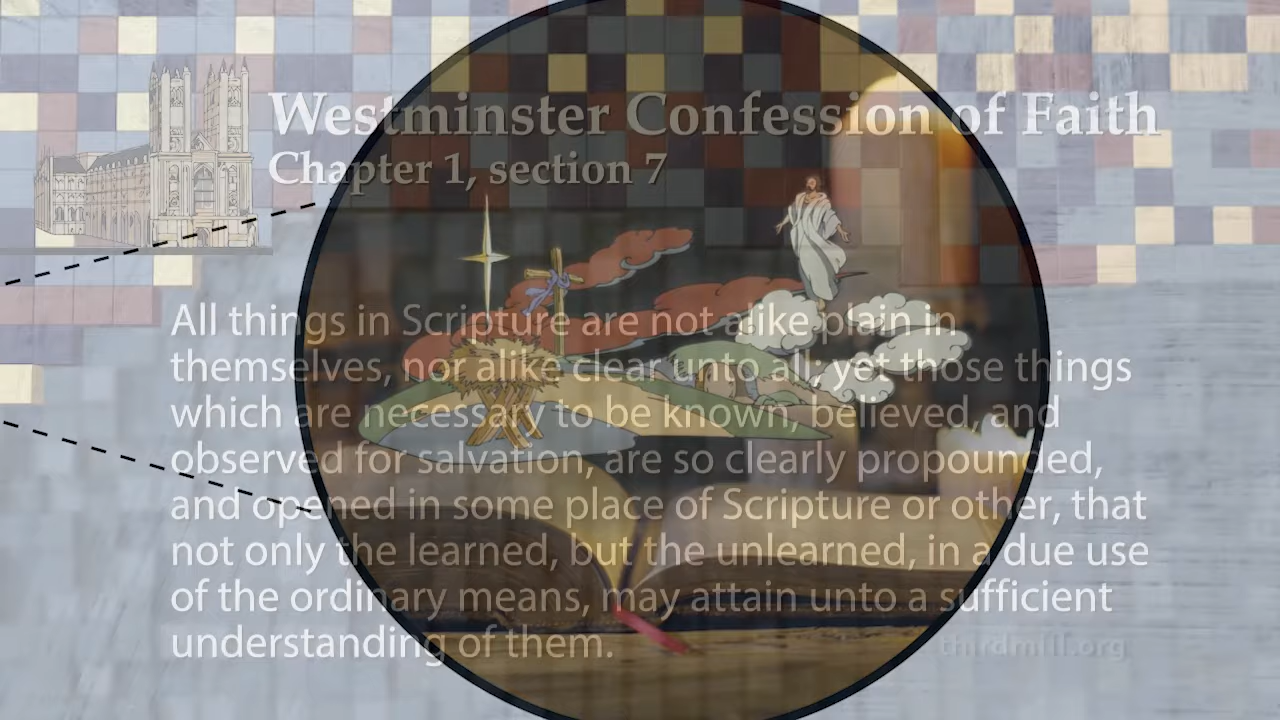 Westminster Confession of Faith
Chapter 1, section 7
All things in Scripture are not alike plain in
themselves, nor alike clear unto all; yet those things
which are necessary to be known, believed, and
observed for salvation, are so clearly propounded,
and opened in some place of Scripture or other, that
not only the learned, but the unlearned, in a due use
of the ordinary means, may attain unto a sufficient
understanding of them.
thirdmill.org